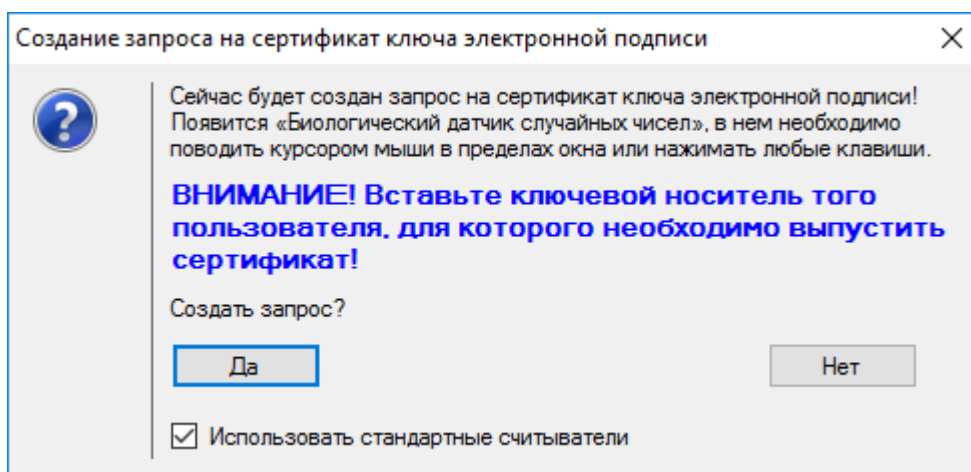 Создание запроса на сертификат ключа электронной подписи
Сейчас будет создан запрос на сертификат ключа электронной подписи!
Появится «Биологический датчик случайных чисел», в нем необходимо
поводить курсором мыши в пределах окна или нажимать любые клавиши.
ВНИМАНИЕ! Вставьте ключевой носитель того
пользователя, для которого необходимо выпустить
сертификат!
Создать запрос?
Да
Нет
Использовать стандартные считыватели